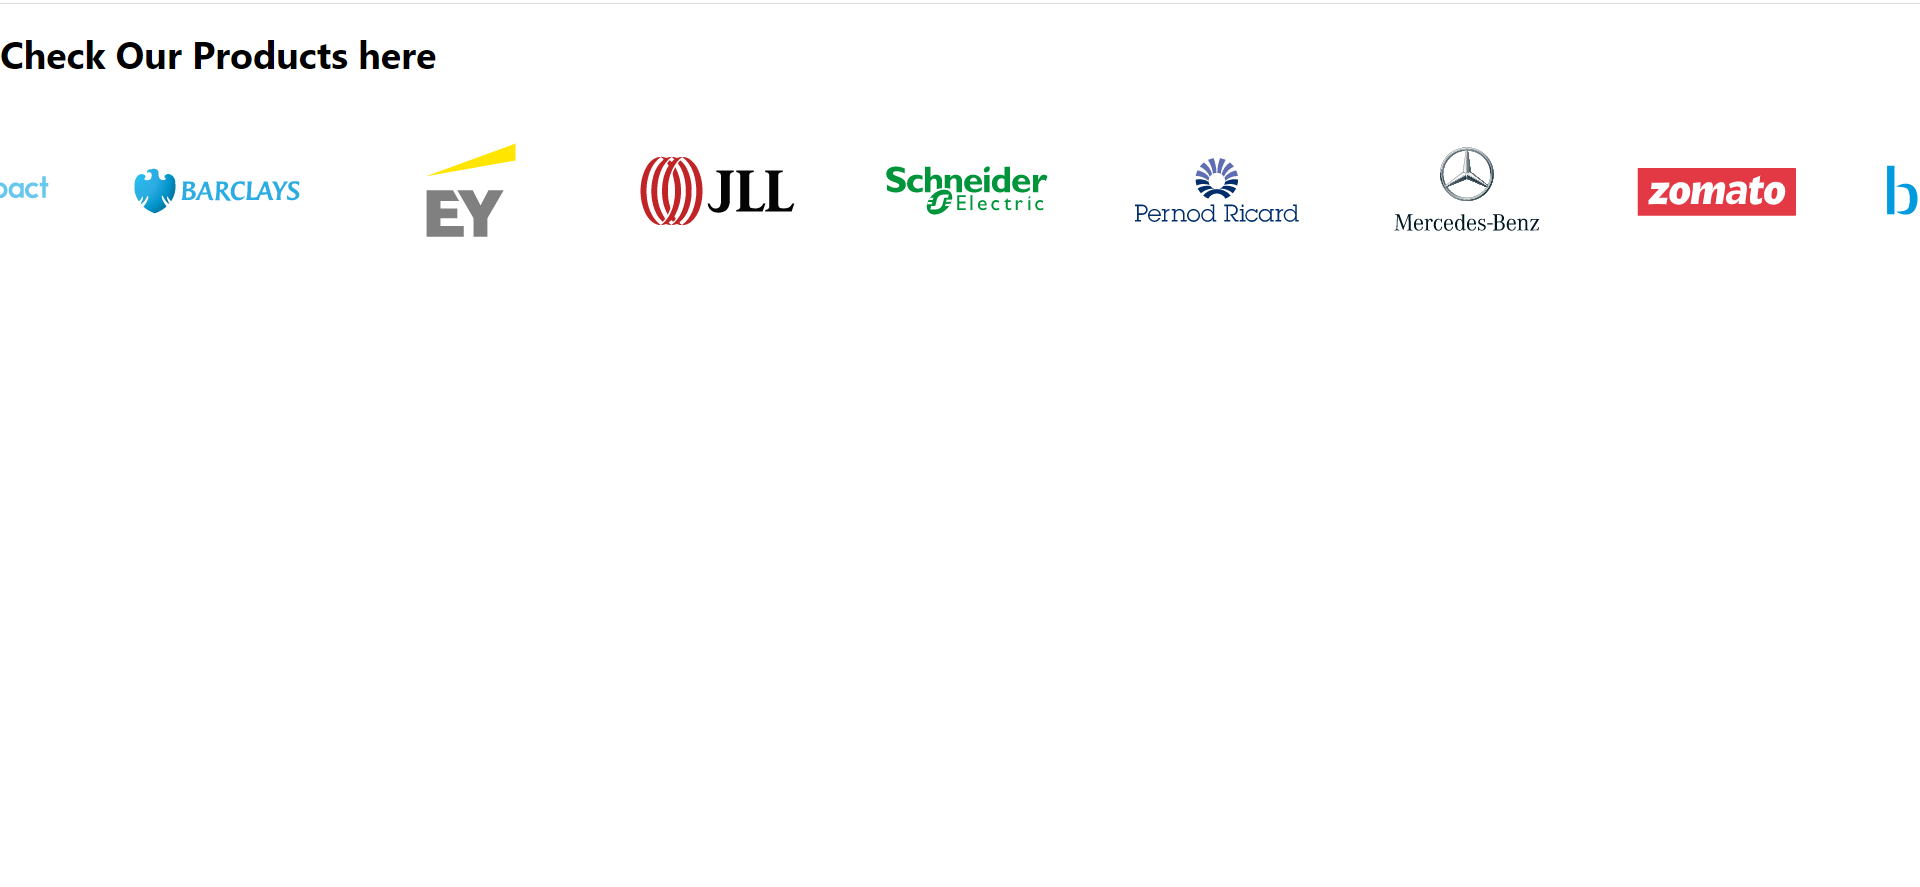 Check Our Products here
pact
BARCLAYS
EY
JLL
Schneider
Electric
Pernod Ricard
Mercedes-Benz
zomato
b